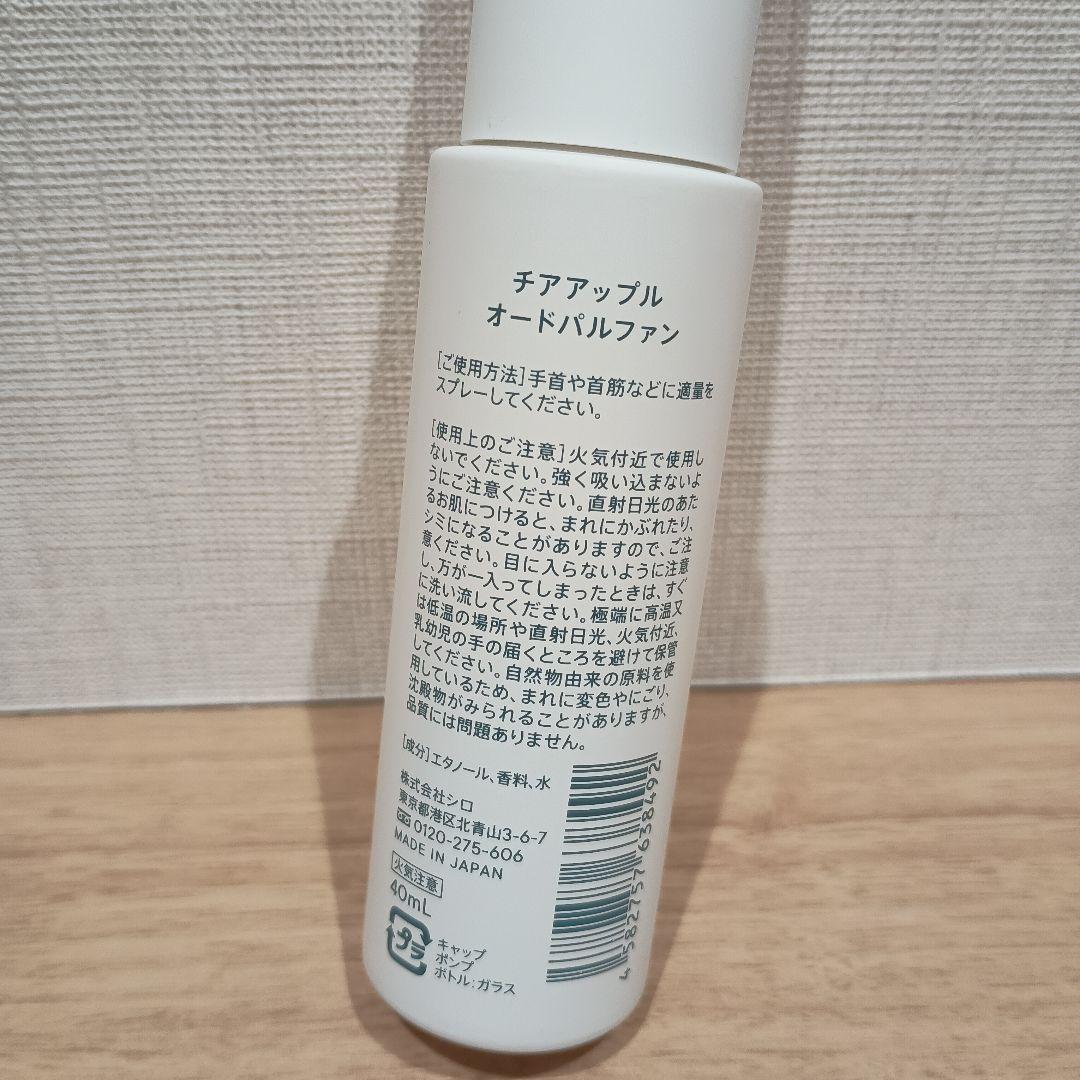 チアアップル
オードパルファン
[ご使用方法]手首や首筋などに適量を
スプレーしてください。
[使用上のご注意]火気付近で使用し
ないでください。強く吸い込まないよ
うにご注意ください。直射日光のあた
るお肌につけると、まれにかぶれたり、
シミになることがありますので、ご注
意ください。目に入らないように注意
し、万が一入ってしまったときは、すぐ
に洗い流してください。極端に高温又
は低温の場所や直射日光、火気付近、
乳幼児の手の届くところを避けて保管
してください。自然物由来の原料を使
用しているため、まれに変色やにごり、
沈殿物がみられることがありますが、
品質には問題ありません。
[成分]エタノール、香料、水
株式会社シロ
東京都港区北青山3-6-7
0120-275-606
MADE IN JAPAN
火気注意
40mL
プラ
キャップ
ポンプ
ボトル:ガラス
4582757638492